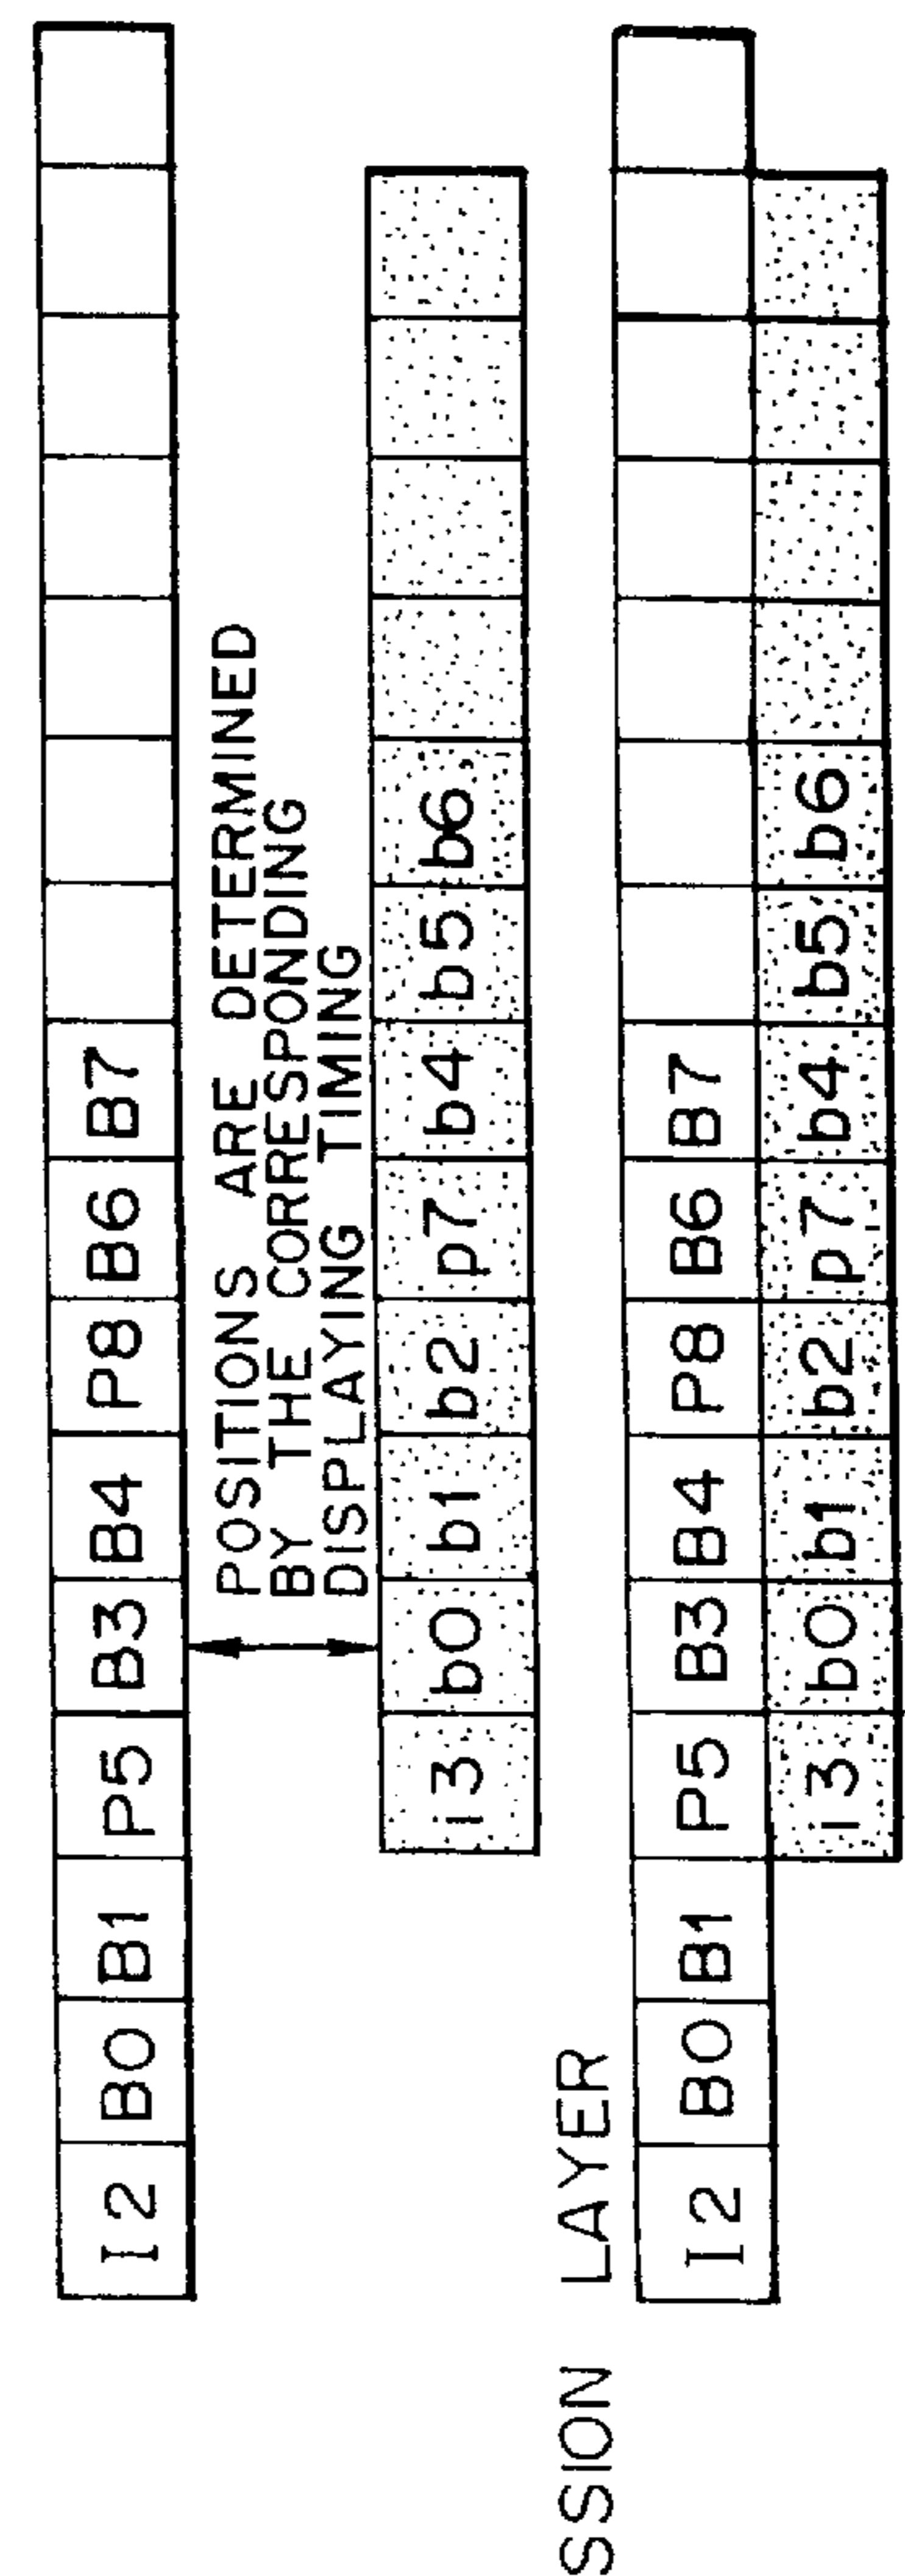 I2 B0 B1 P5 B3 B4 P8 B6 B7
POSITIONS ARE DETERMINED
BY THE CORRESPONDING
DISPLAYING TIMING
i3 b0 b1 b2 p7 b4 b5 b6
SSION LAYER
I2 B0 B1 P5 B3 B4 P8 B6 B7
i3 b0 b1 b2 p7 b4 b5 b6